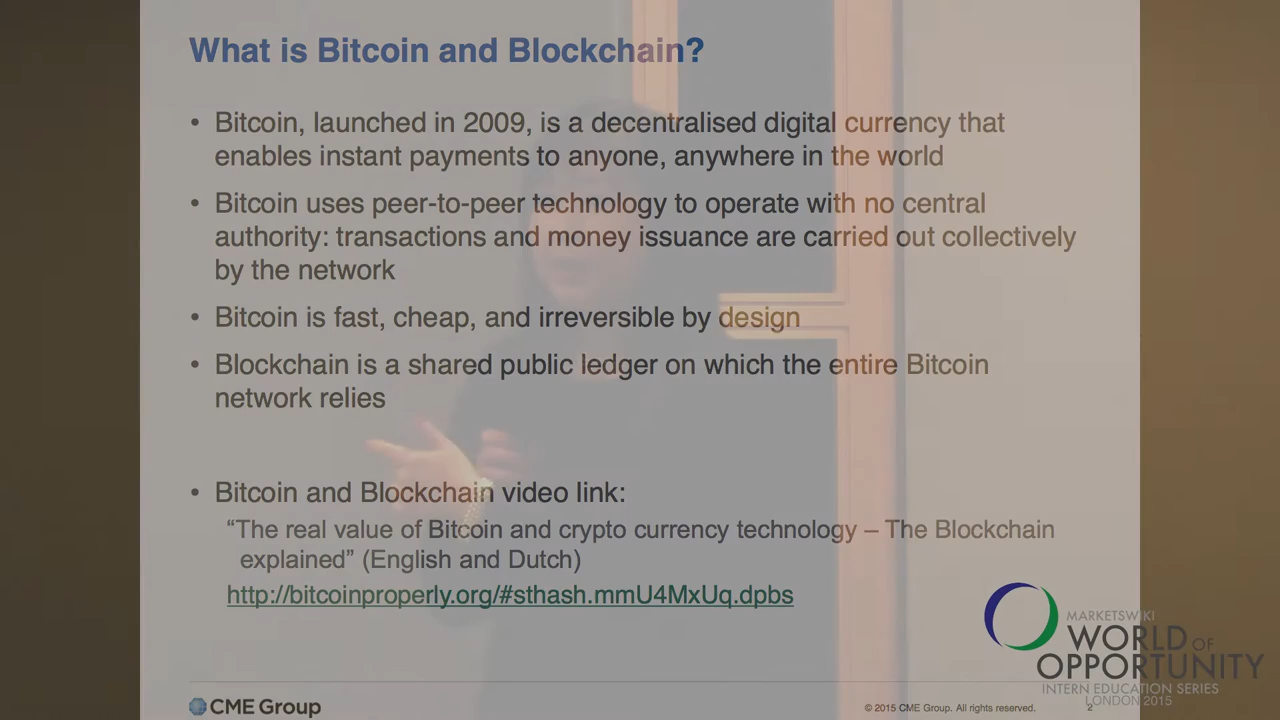 What is Bitcoin and Blockchain?
• Bitcoin, launched in 2009, is a decentralised digital currency that
enables instant payments to anyone, anywhere in the world
• Bitcoin uses peer-to-peer technology to operate with no central
authority: transactions and money issuance are carried out collectively
by the network
• Bitcoin is fast, cheap, and irreversible by design
• Blockchain is a shared public ledger on which the entire Bitcoin
network relies
• Bitcoin and Blockchain video link:
“The real value of Bitcoin and crypto currency technology – The Blockchain
explained” (English and Dutch)
http://bitcoinproperly.org/#sthash.mmU4MxUq.dpbs
MARKETSWIKI
WORLD OF
OPPORTUNITY
INTERN EDUCATION SERIES
LONDON 2015
CME Group
© 2015 CME Group. All rights reserved.
2